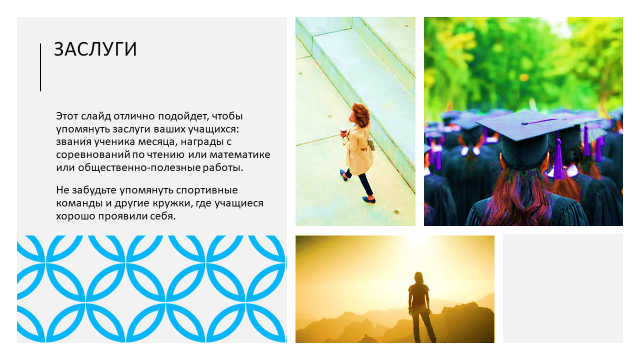 ЗАСЛУГИ
Этот слайд отлично подойдет, чтобы
упомянуть заслуги ваших учащихся:
звания ученика месяца, награды с
соревнований по чтению или математике
или общественно-полезные работы.
Не забудьте упомянуть спортивные
команды и другие кружки, где учащиеся
хорошо проявили себя.